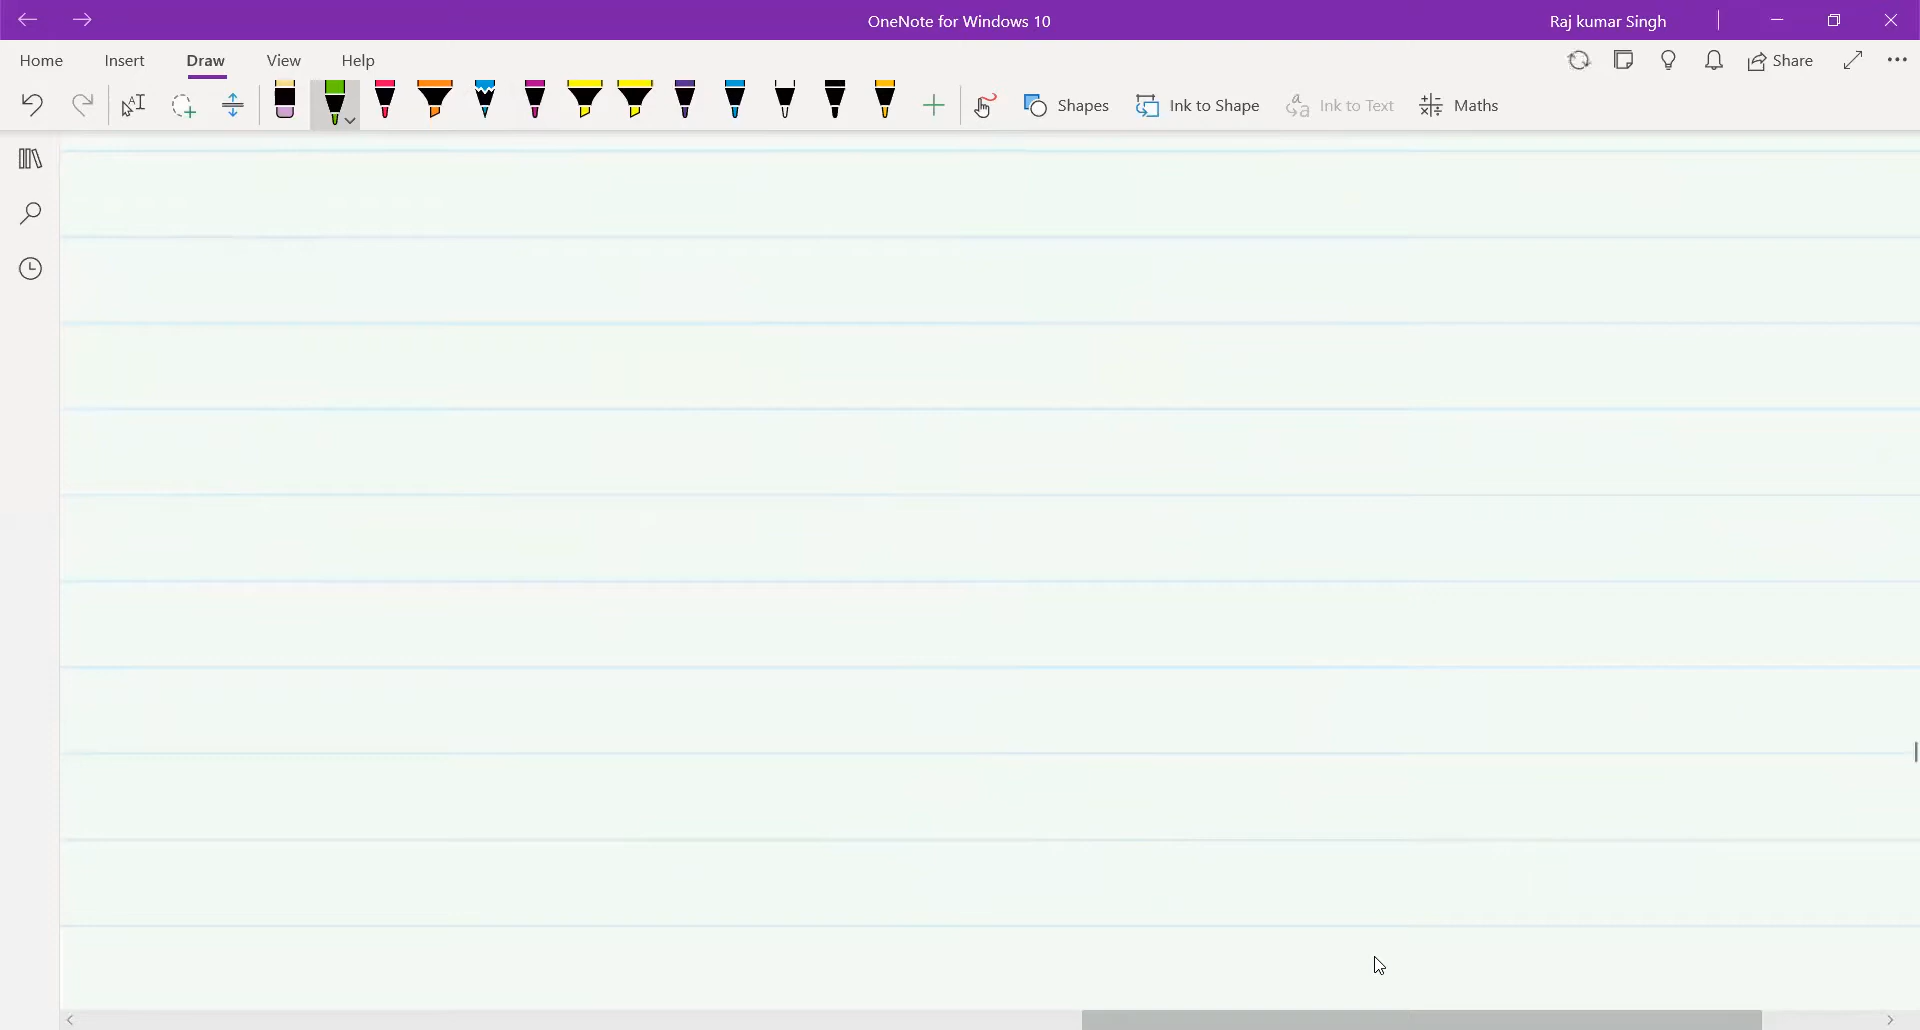 OneNote for Windows 10
Raj kumar Singh
Home Insert Draw View Help
Share
Shapes Ink to Shape Ink to Text Maths